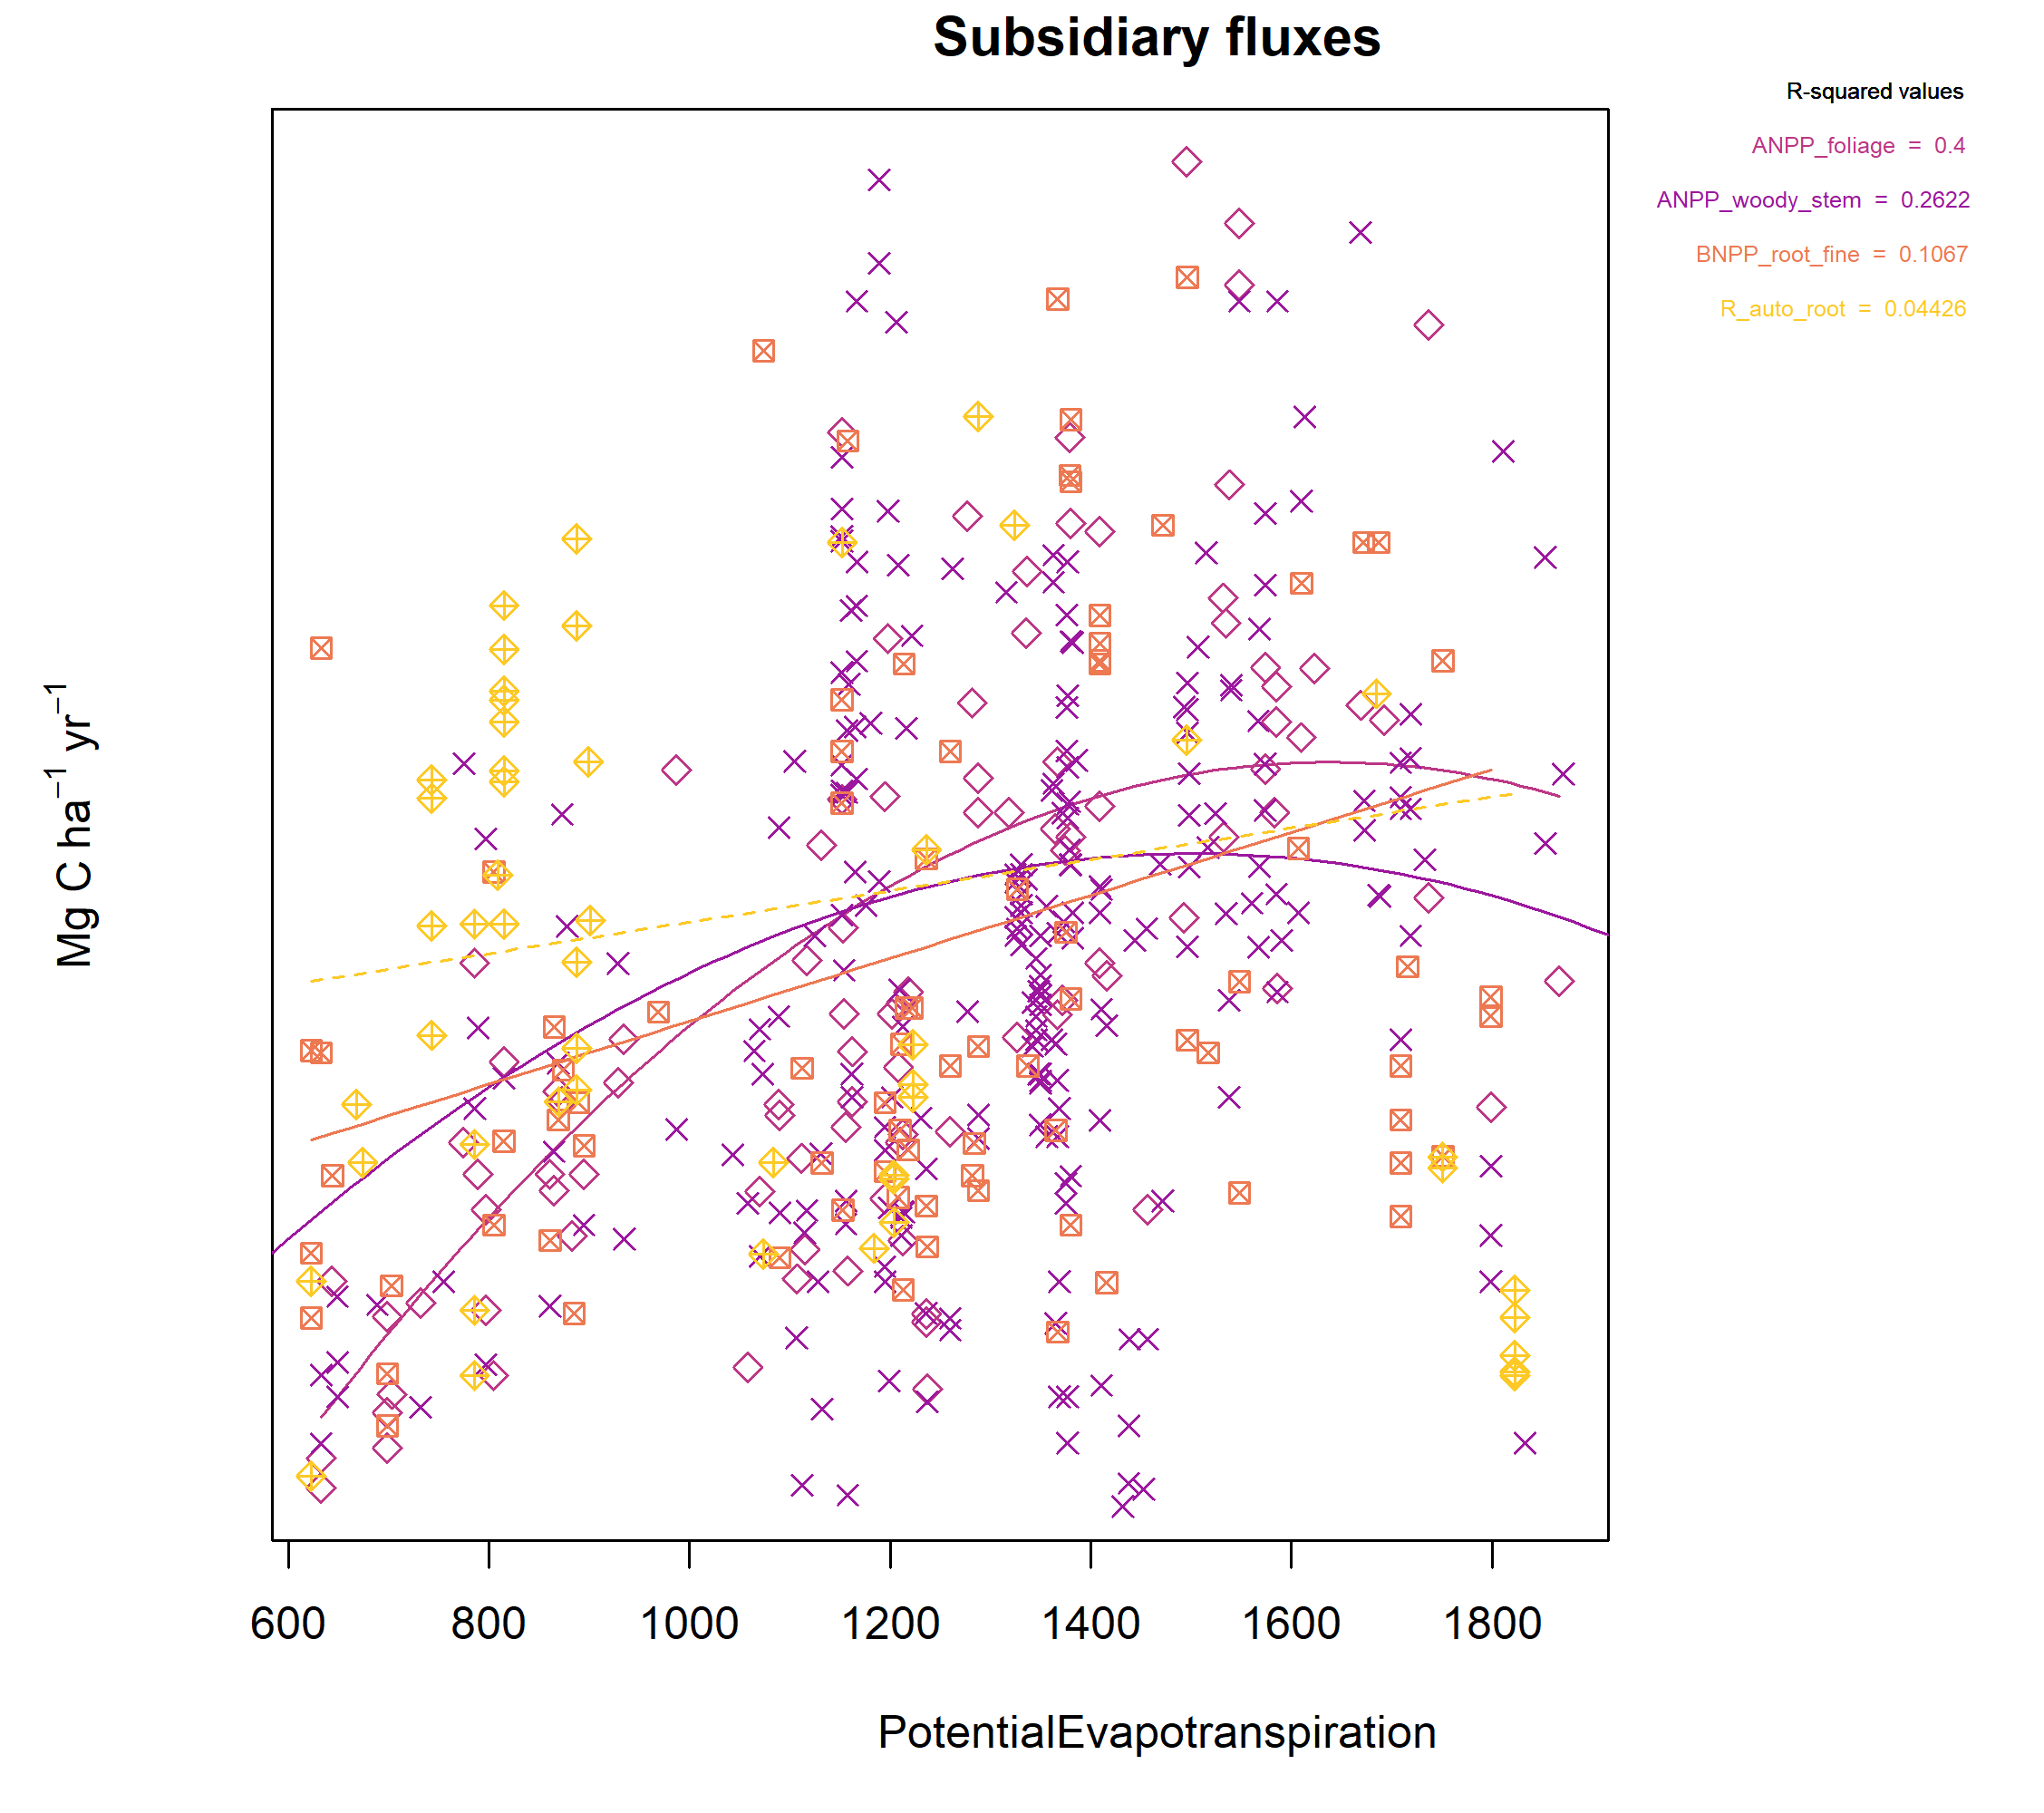 Subsidiary fluxes
R-squared values
ANPP_foliage = 0.4
ANPP_woody_stem = 0.2622
BNPP_root_fine = 0.1067
R_auto_root = 0.04426
Mg C ha⁻¹ yr⁻¹
600 800 1000 1200 1400 1600 1800
PotentialEvapotranspiration